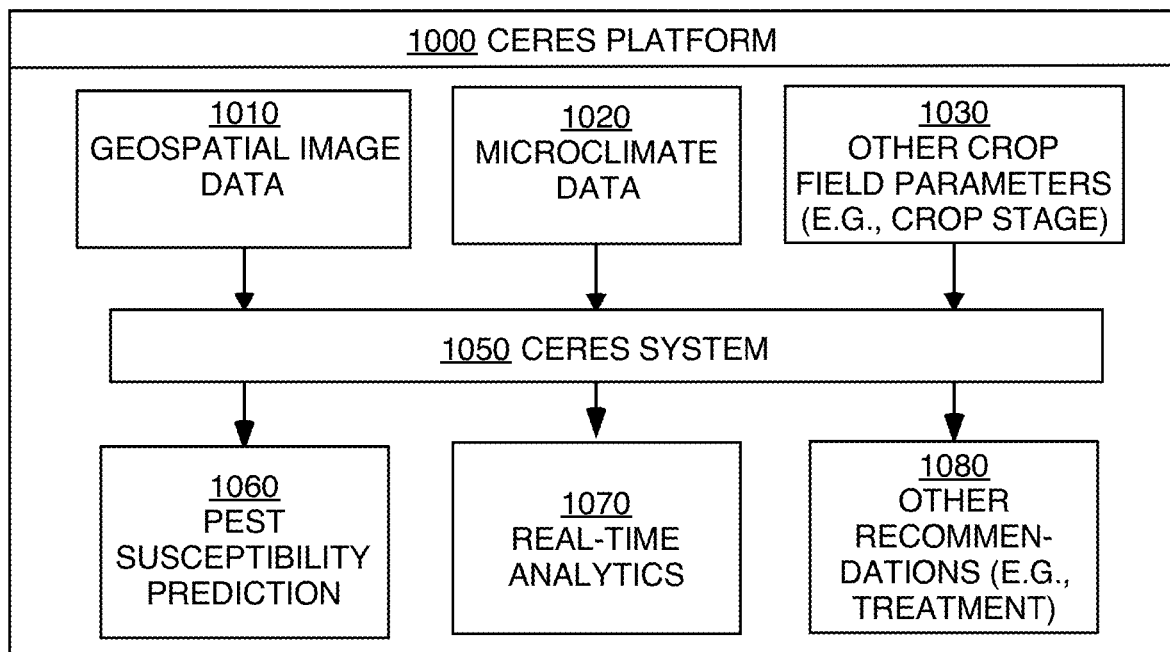 1000 CERES PLATFORM
1010
GEOSPATIAL IMAGE
DATA
1020
MICROCLIMATE
DATA
1030
OTHER CROP
FIELD PARAMETERS
(E.G., CROP STAGE)
1050 CERES SYSTEM
1060
PEST
SUSCEPTIBILITY
PREDICTION
1070
REAL-TIME
ANALYTICS
1080
OTHER
RECOMMEN-
DATIONS (E.G.,
TREATMENT)